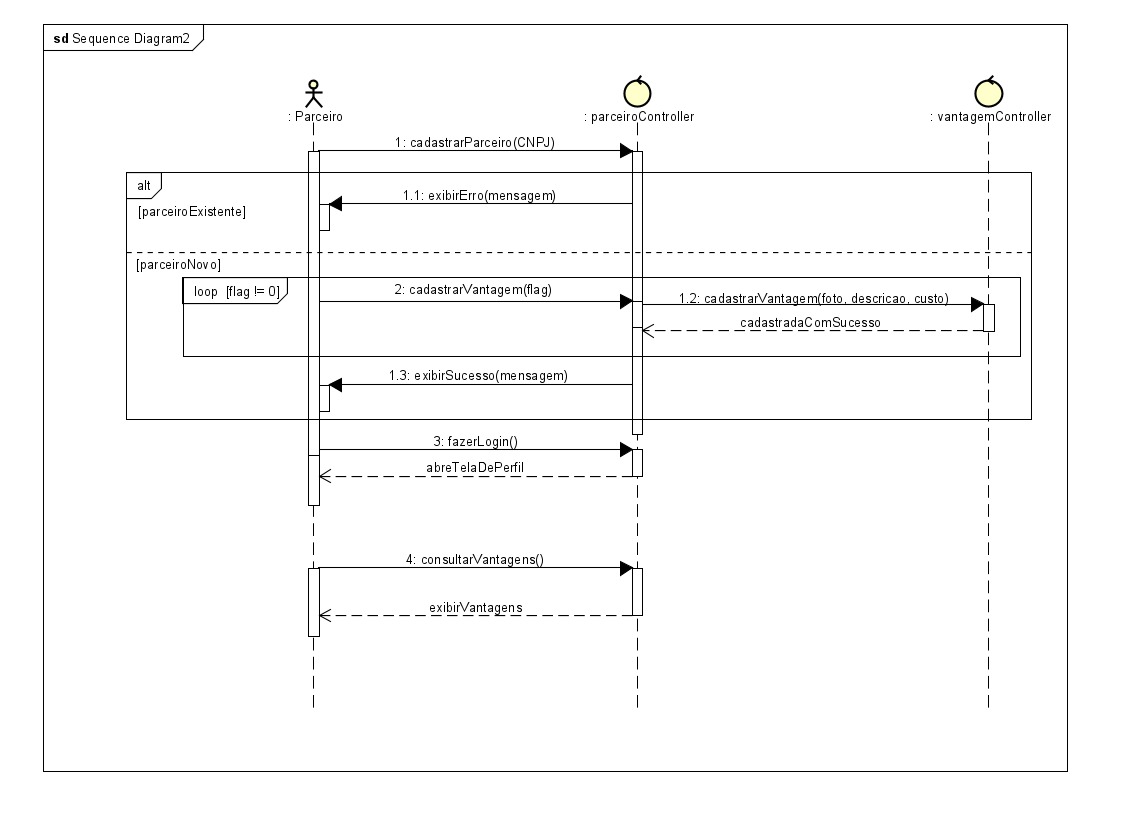 sd Sequence Diagram2
: Parceiro
: parceiroController
: vantagemController
1: cadastrarParceiro(CNPJ)
alt
1.1: exibirErro(mensagem)
[parceiroExistente]
[parceiroNovo]
loop [flag != 0]
2: cadastrarVantagem(flag)
1.2: cadastrarVantagem(foto, descricao, custo)
cadastradaComSucesso
1.3: exibirSucesso(mensagem)
3: fazerLogin()
abreTelaDePerfil
4: consultarVantagens()
exibirVantagens